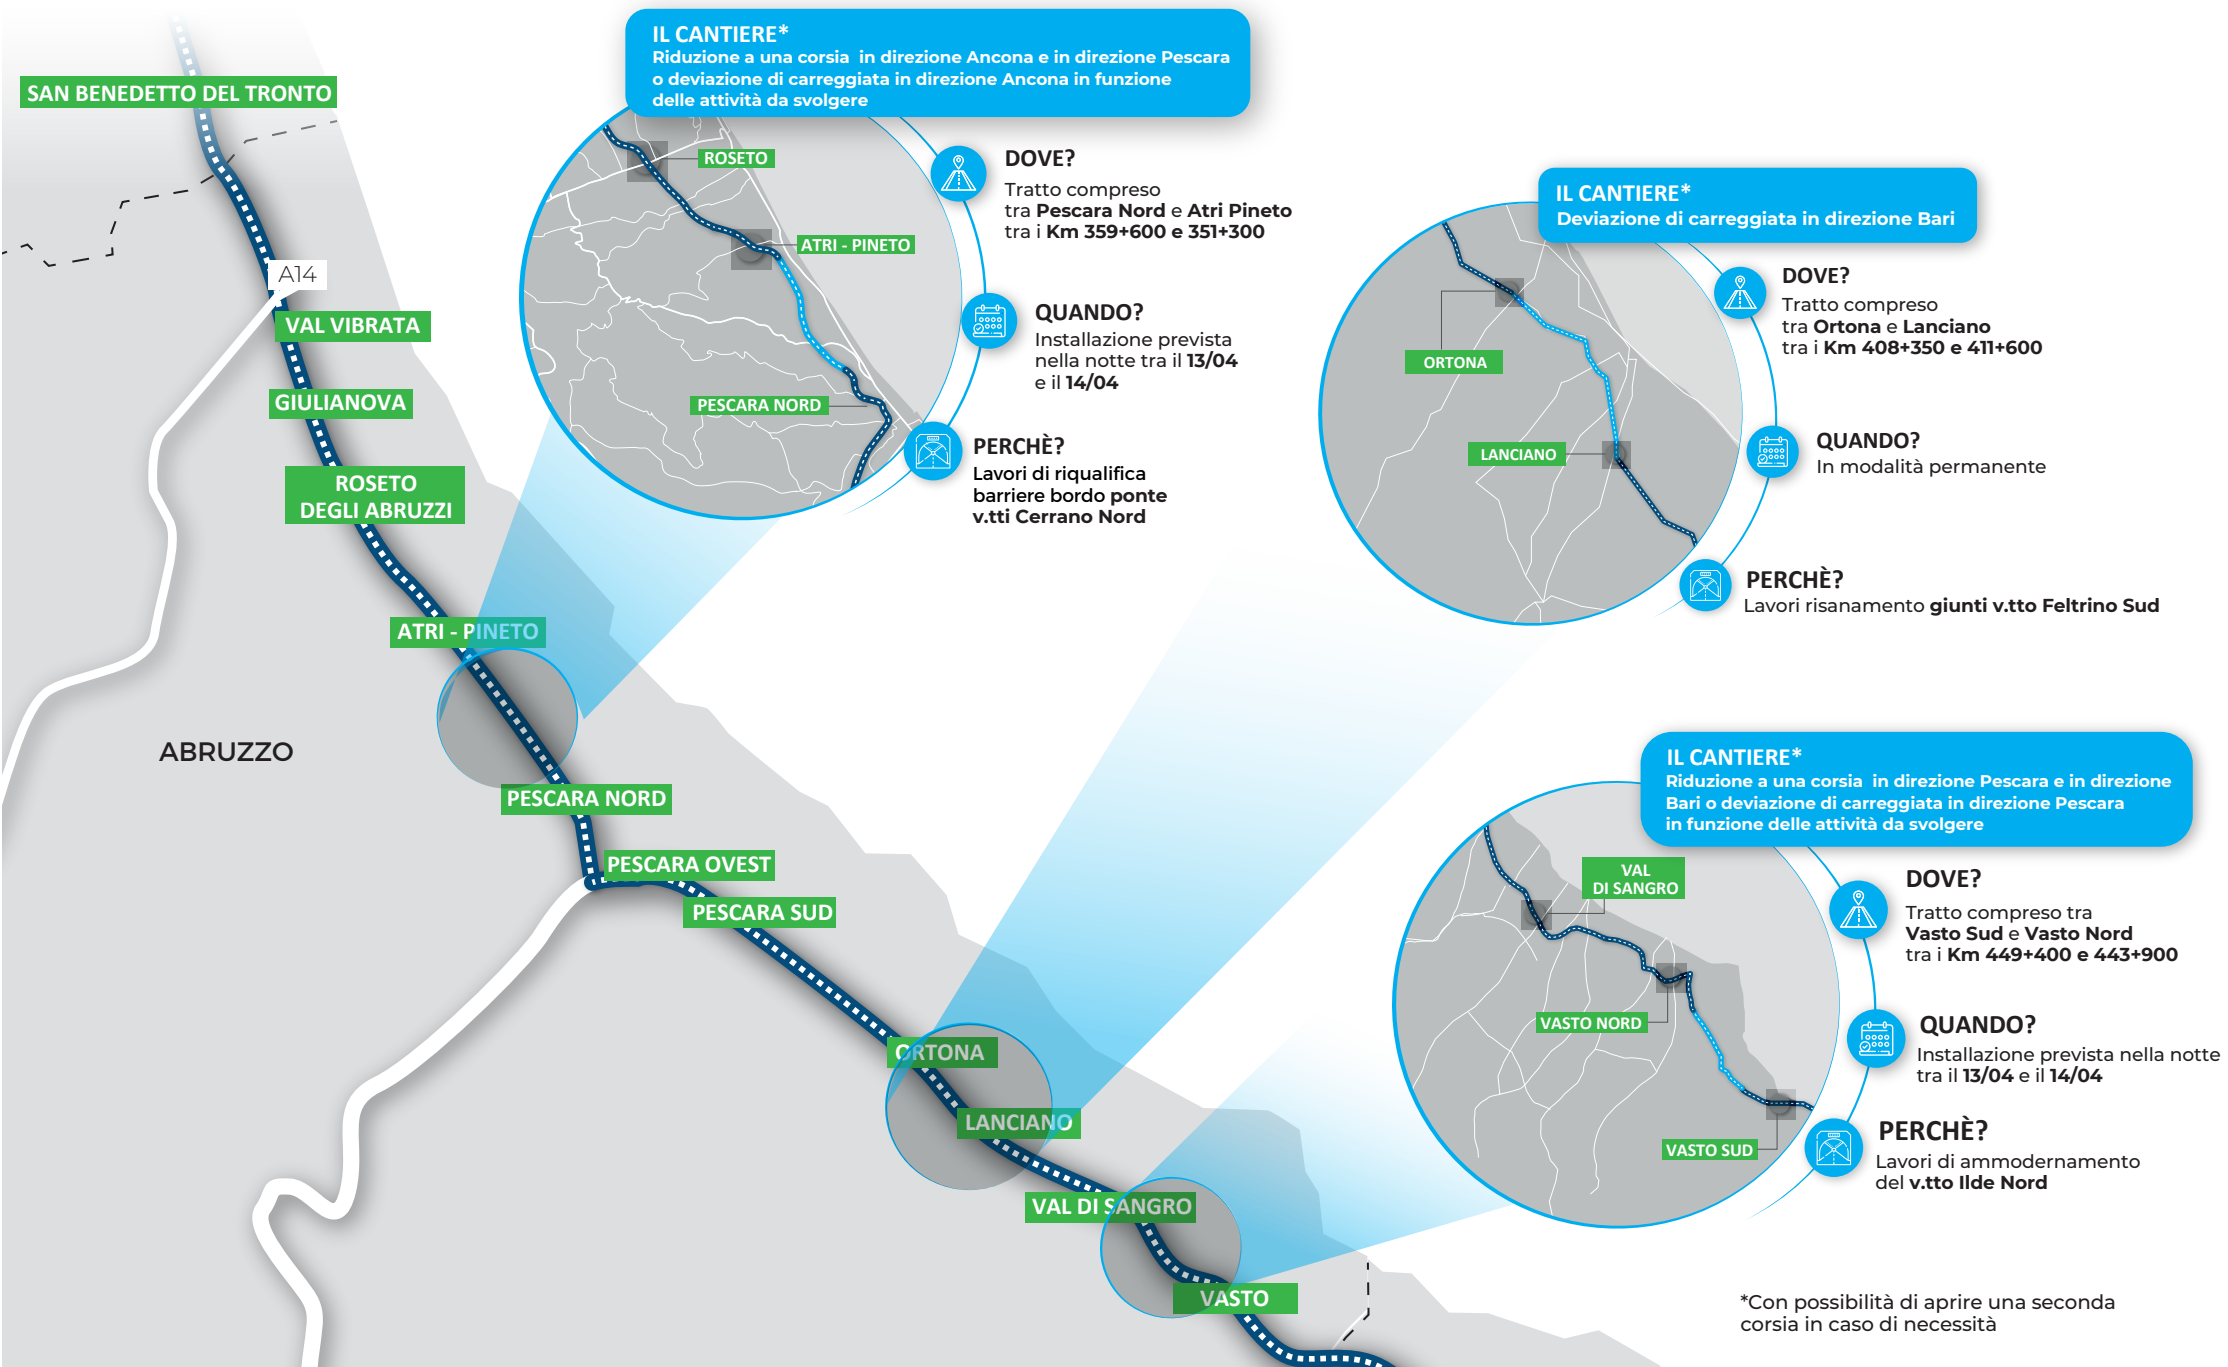 SAN BENEDETTO DEL TRONTO
A14
VAL VIBRATA
GIULIANOVA
ROSETO
DEGLI ABRUZZI
ATRI - PINETO
ABRUZZO
PESCARA NORD
PESCARA OVEST
PESCARA SUD
ORTONA
LANCIANO
VAL DI SANGRO
VASTO
IL CANTIERE*
Riduzione a una corsia in direzione Ancona e in direzione Pescara
o deviazione di carreggiata in direzione Ancona in funzione
delle attività da svolgere
ROSETO
ATRI - PINETO
PESCARA NORD
DOVE?
Tratto compreso
tra Pescara Nord e Atri Pineto
tra i Km 359+600 e 351+300
QUANDO?
Installazione prevista
nella notte tra il 13/04
e il 14/04
PERCHÈ?
Lavori di riqualifica
barriere bordo ponte
v.tti Cerrano Nord
IL CANTIERE*
Deviazione di carreggiata in direzione Bari
ORTONA
LANCIANO
DOVE?
Tratto compreso
tra Ortona e Lanciano
tra i Km 408+350 e 411+600
QUANDO?
In modalità permanente
PERCHÈ?
Lavori risanamento giunti v.tto Feltrino Sud
IL CANTIERE*
Riduzione a una corsia in direzione Pescara e in direzione
Bari o deviazione di carreggiata in direzione Pescara
in funzione delle attività da svolgere
VAL
DI SANGRO
VASTO NORD
VASTO SUD
DOVE?
Tratto compreso tra
Vasto Sud e Vasto Nord
tra i Km 449+400 e 443+900
QUANDO?
Installazione prevista nella notte
tra il 13/04 e il 14/04
PERCHÈ?
Lavori di ammodernamento
del v.tto Ilde Nord
*Con possibilità di aprire una seconda
corsia in caso di necessità